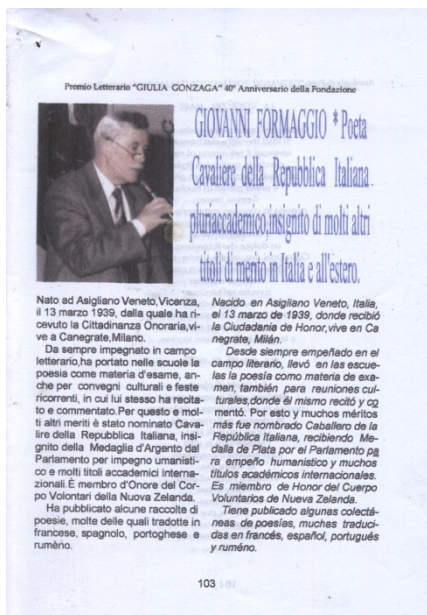 Premio Letterario "GIULIA GONZAGA" 40° Anniversario della Fondazione
GIOVANNI FORMAGGIO * Poeta
Cavaliere della Repubblica Italiana
pluriaccademico,insignito di molti altri
titoli di merito in Italia e all'estero.
Nato ad Asigliano Veneto,Vicenza,
il 13 marzo 1939, dalla quale ha ri-
cevuto la Cittadinanza Onoraria,vi-
ve a Canegrate,Milano.
Da sempre impegnato in campo
letterario,ha portato nelle scuole la
poesia come materia d'esame, an-
che per convegni culturali e feste
ricorrenti, in cui lui stesso ha recita-
to e commentato.Per questo e mol-
ti altri meriti è stato nominato Cava-
lire della Repubblica Italiana, insi-
gnito della Medaglia d'Argento dal
Parlamento per impegno umanisti-
co e molti titoli accademici interna-
zionali.È membro d'Onore del Cor-
po Volontari della Nuova Zelanda.
Ha pubblicato alcune raccolte di
poesie, molte delle quali tradotte in
francese, spagnolo, portoghese e
rumèno.
Nacido en Asigliano Veneto, Italia,
el 13 marzo de 1939, donde recibió
la Ciudadanía de Honor,vive en Ca
negrate, Milán.
Desde siempre empeñado en el
campo literario, llevó en las escue-
las la poesía como materia de exa-
men, también para reuniones cul-
turales,donde él mismo recitó y co
mentó. Por esto y muchos méritos
más fue nombrado Caballero de la
República Italiana, recibiendo Me-
dalla de Plata por el Parlamento pa
ra empeño humanístico y muchos
títulos académicos internacionales.
Es miembro de Honor del Cuerpo
Voluntarios de Nueva Zelanda.
Tiene publicado algunas colectá-
neas de poesías, muchas traduci-
das en francés, español, portugués
y ruméno.
103